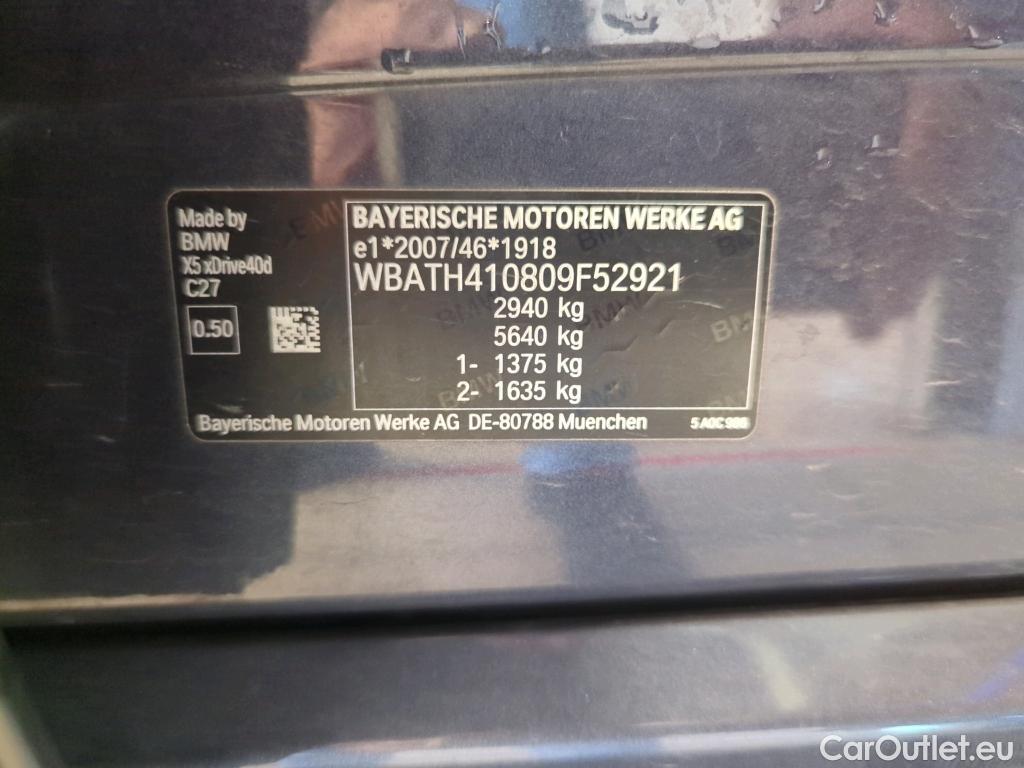 Made by
BMW
X5 xDrive40d
C27
0.50
BAYERISCHE MOTOREN WERKE AG
e1*2007/46*1918
WBATH410809F52921
2940 kg
5640 kg
1- 1375 kg
2- 1635 kg
Bayerische Motoren Werke AG DE-80788 Muenchen
CarOutlet.eu